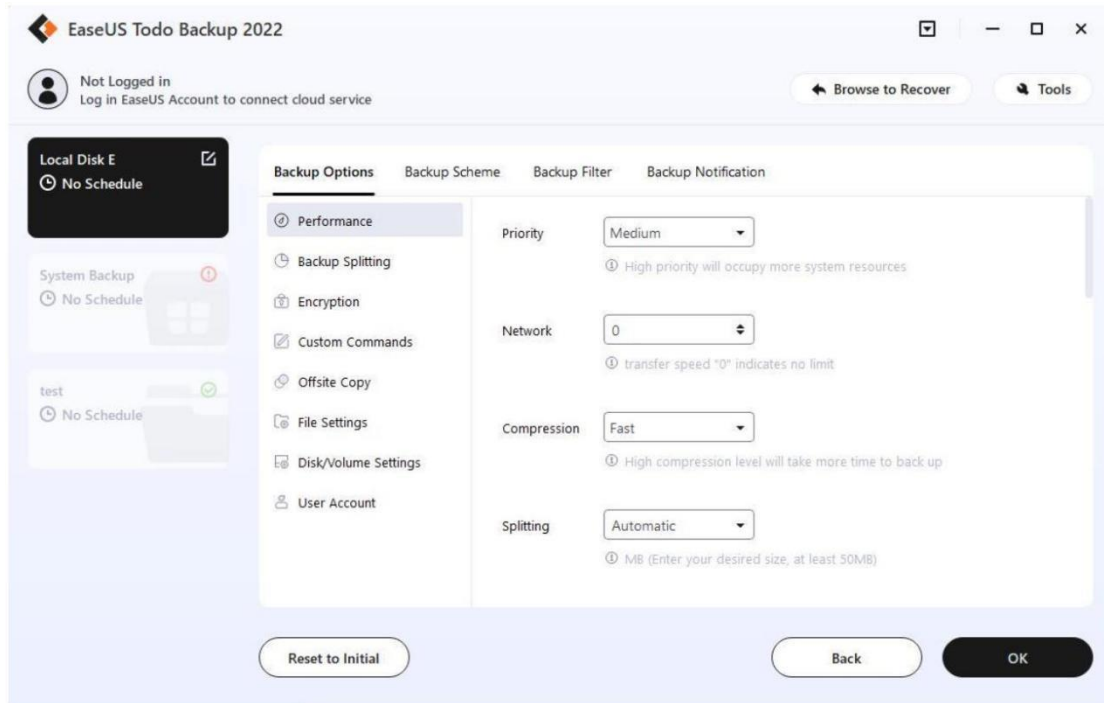 EaseUS Todo Backup 2022
Not Logged in
Log in EaseUS Account to connect cloud service
Browse to Recover
Tools
Local Disk E
No Schedule
System Backup
No Schedule
test
No Schedule
Backup Options
Backup Scheme
Backup Filter
Backup Notification
Performance
Backup Splitting
Encryption
Custom Commands
Offsite Copy
File Settings
Disk/Volume Settings
User Account
Priority
Medium
High priority will occupy more system resources
Network
0
transfer speed "0" indicates no limit
Compression
Fast
High compression level will take more time to back up
Splitting
Automatic
MB (Enter your desired size, at least 50MB)
Reset to Initial
Back
OK